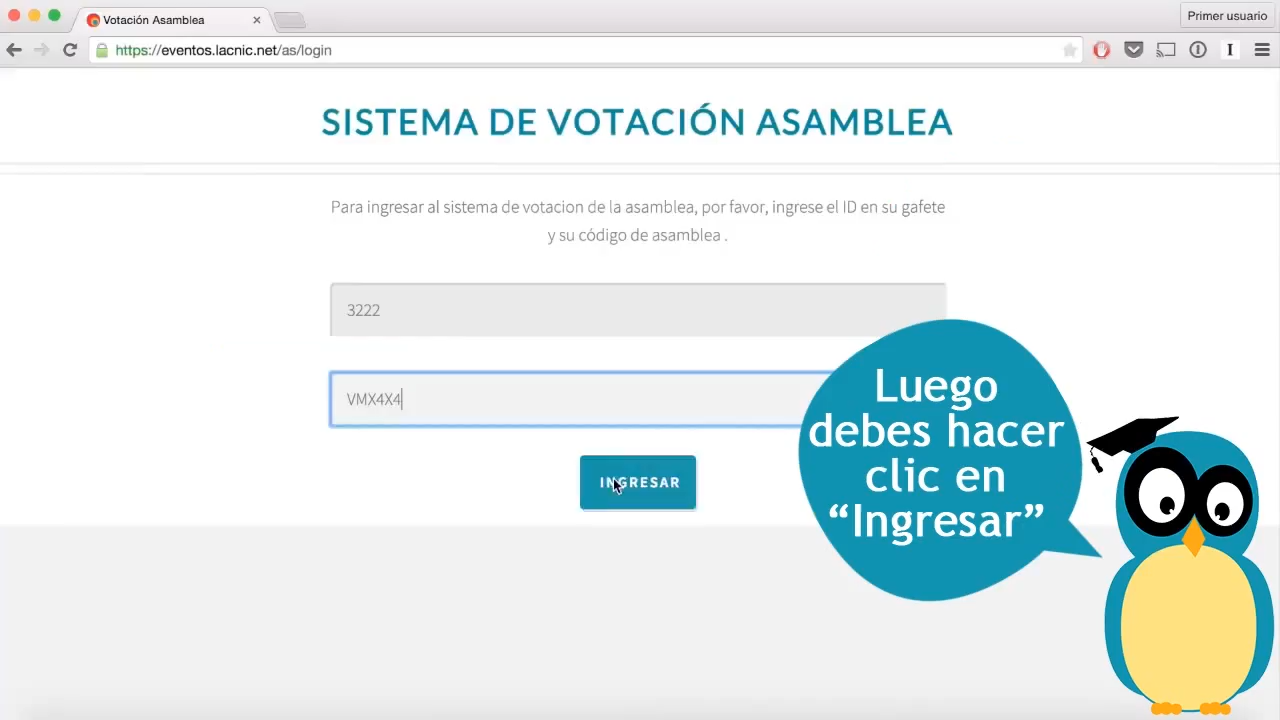 Votación Asamblea
Primer usuario
https://eventos.lacnic.net/as/login
SISTEMA DE VOTACIÓN ASAMBLEA
Para ingresar al sistema de votacion de la asamblea, por favor, ingrese el ID en su gafete
y su código de asamblea .
3222
VMX4X4
INGRESAR
Luego
debes hacer
clic en
“Ingresar”